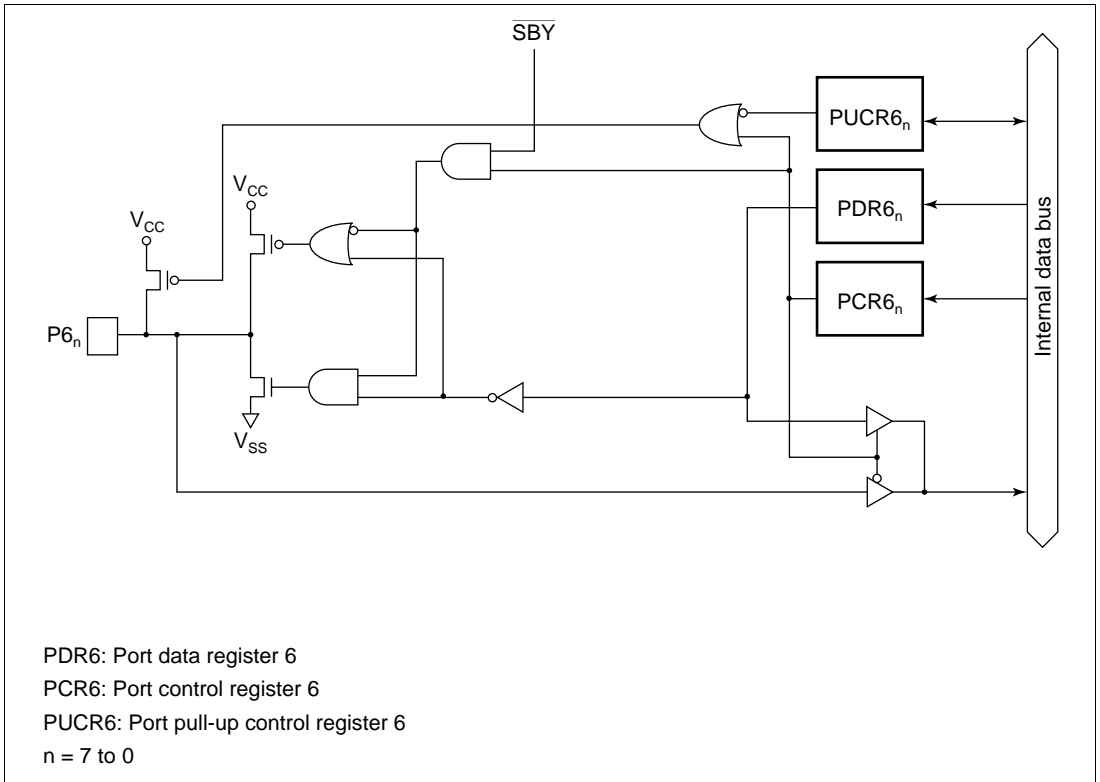 SBY
PUCR6n
VCC
PDR6n
VCC
PCR6n
P6n
VSS
Internal data bus
PDR6: Port data register 6
PCR6: Port control register 6
PUCR6: Port pull-up control register 6
n = 7 to 0